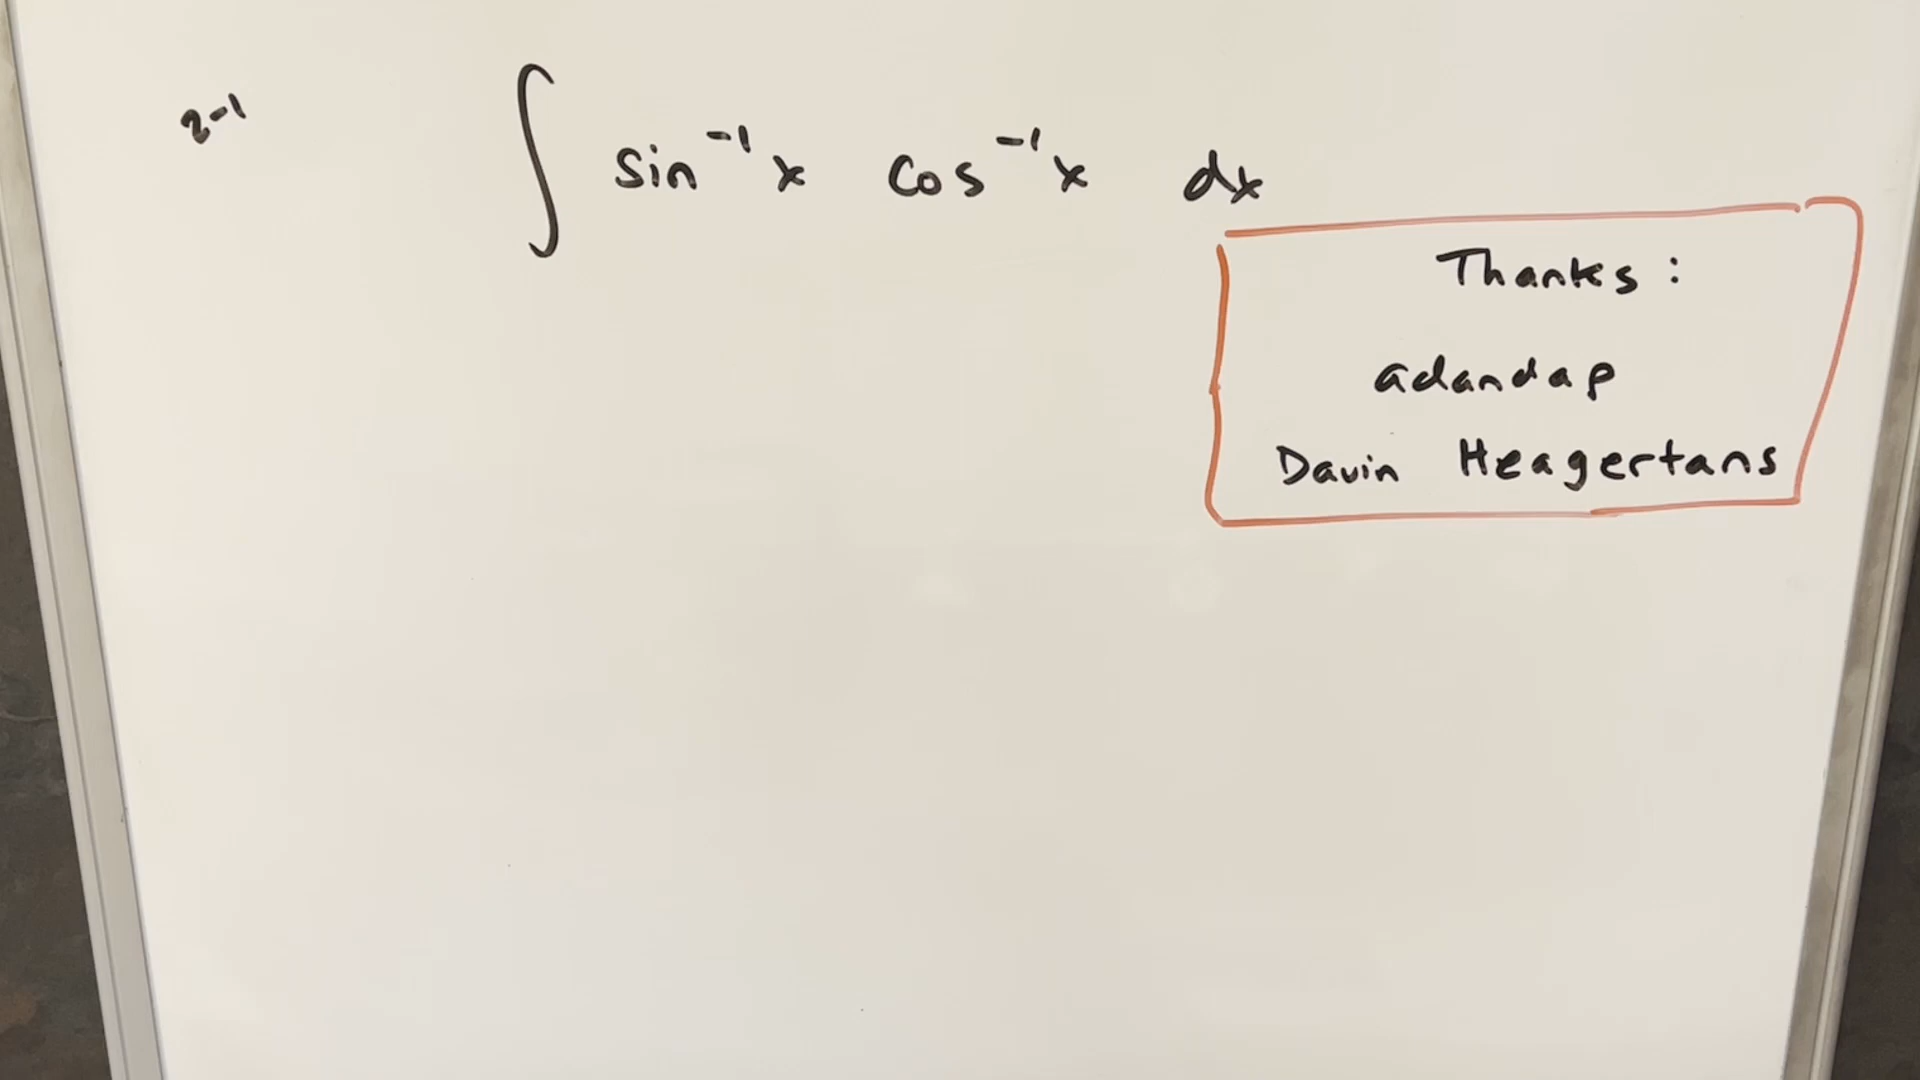 2-1
∫ sin⁻¹x cos⁻¹x dx
Thanks:
adandap
Davin Heagertans